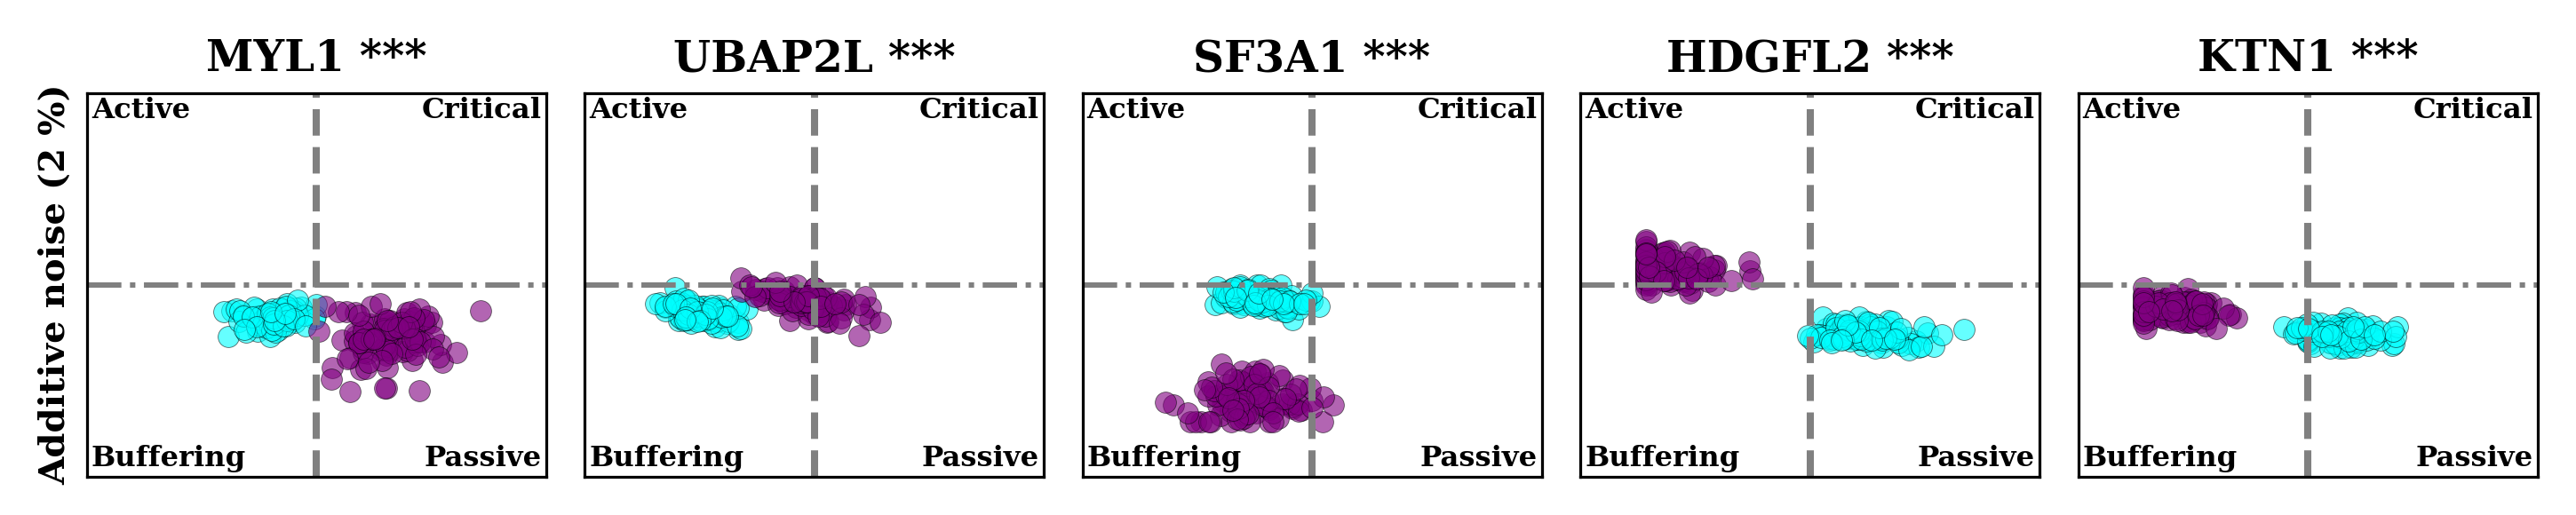 MYL1 ***
UBAP2L ***
SF3A1 ***
HDGFL2 ***
KTN1 ***
Additive noise (2 %)
Active
Critical
Buffering
Passive
Active
Critical
Buffering
Passive
Active
Critical
Buffering
Passive
Active
Critical
Buffering
Passive
Active
Critical
Buffering
Passive